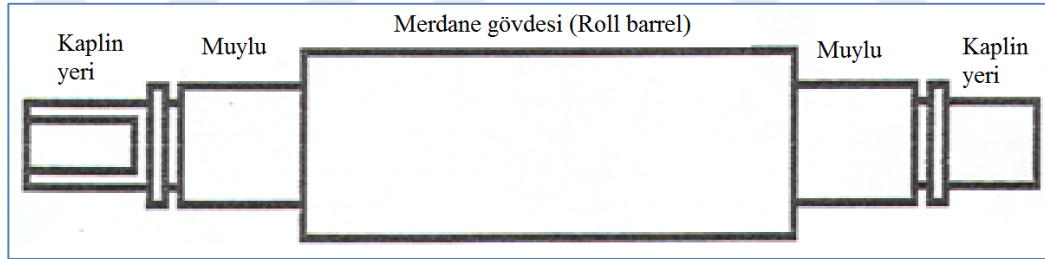 Merdane gövdesi (Roll barrel)
Kaplin
yeri
Muylu
Muylu
Kaplin
yeri